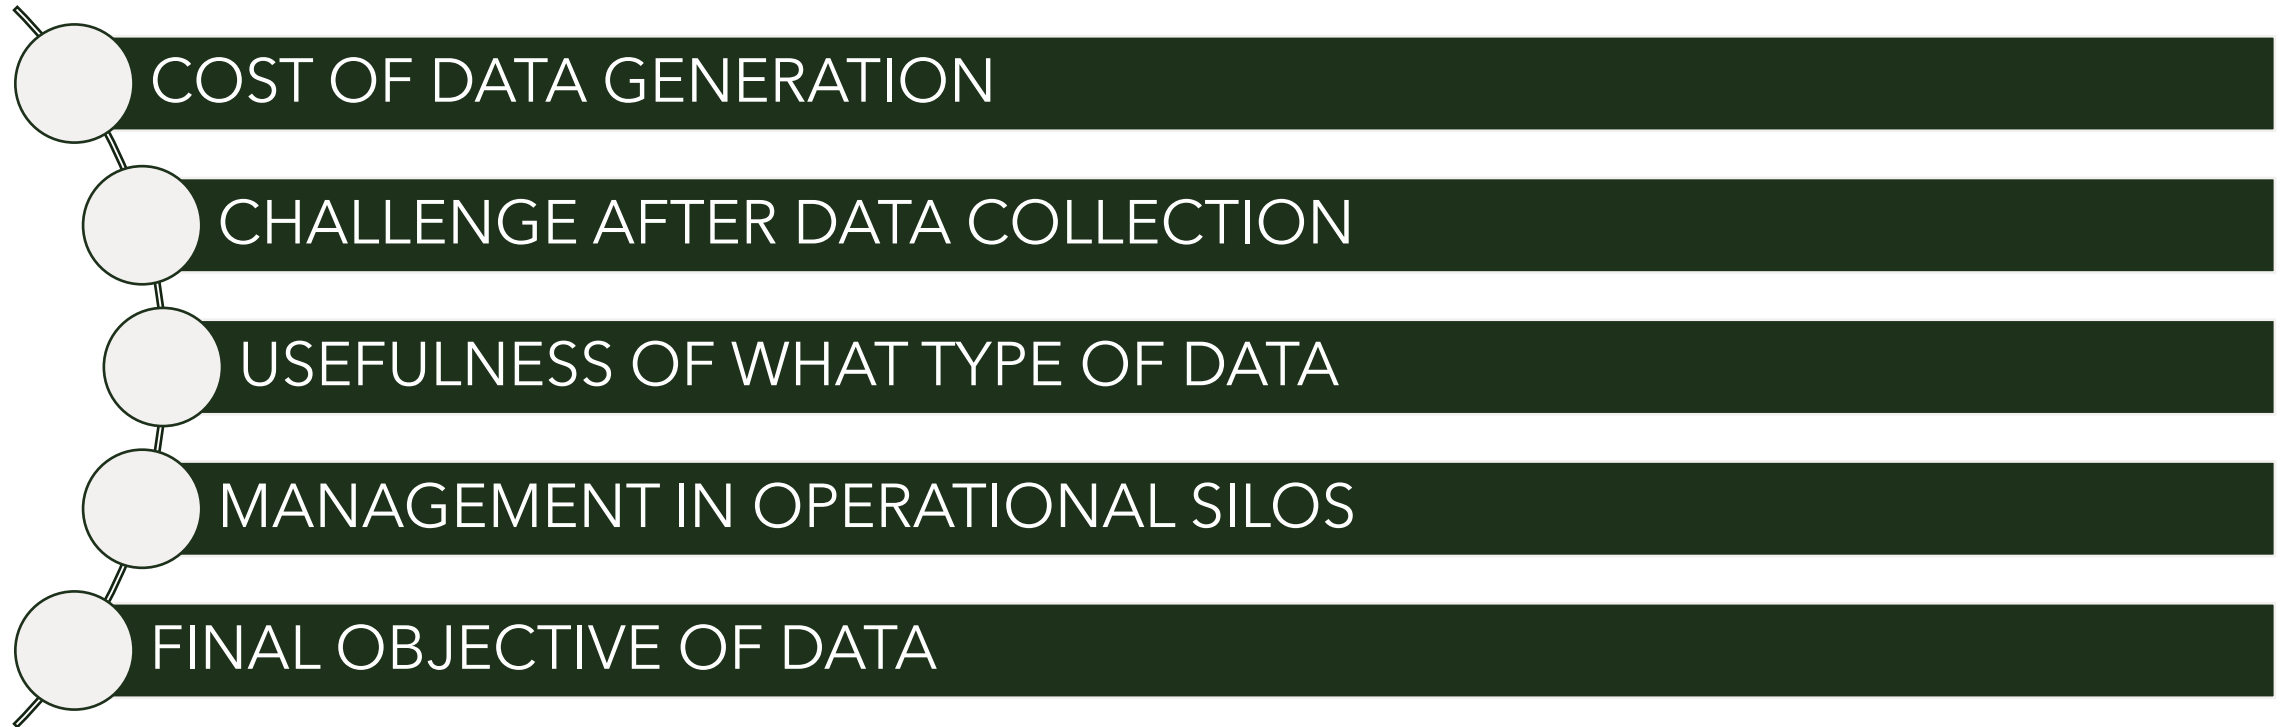 COST OF DATA GENERATION
CHALLENGE AFTER DATA COLLECTION
USEFULNESS OF WHAT TYPE OF DATA
MANAGEMENT IN OPERATIONAL SILOS
FINAL OBJECTIVE OF DATA